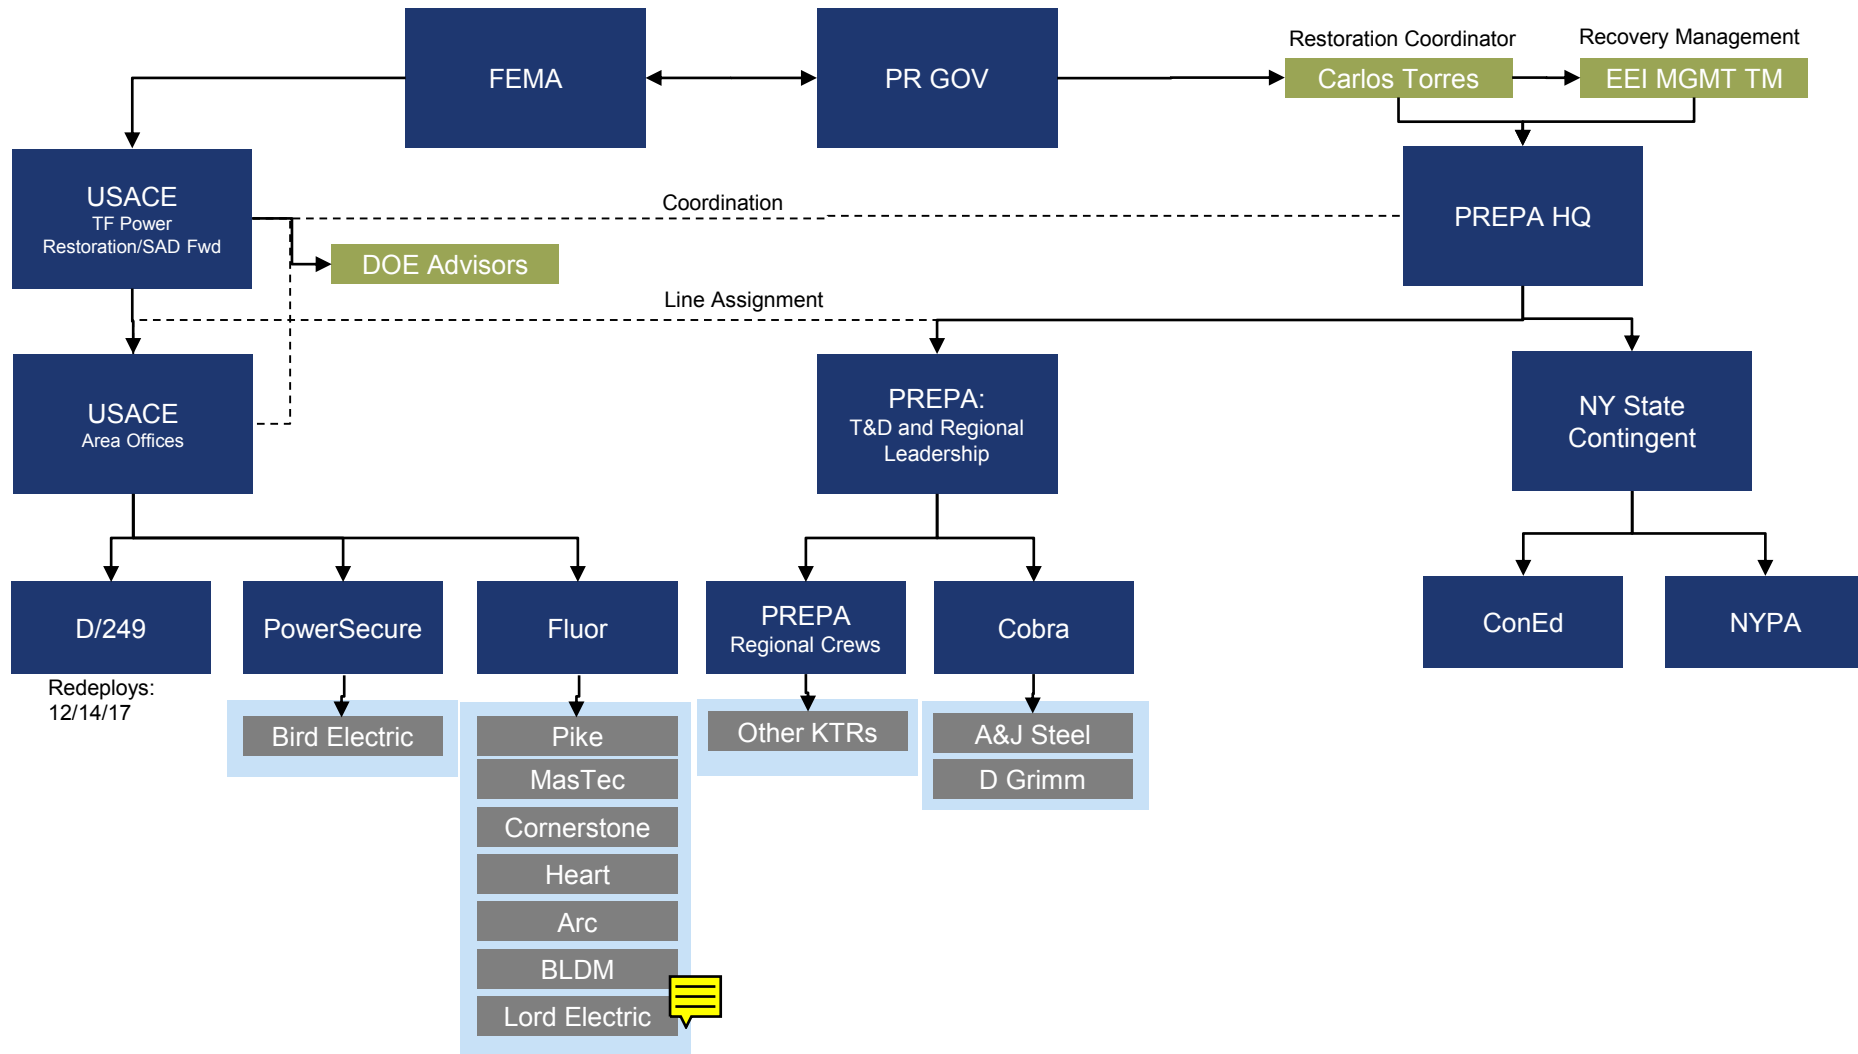 Restoration Coordinator
Recovery Management
FEMA
PR GOV
Carlos Torres
EEI MGMT TM
USACE
TF Power
Restoration/SAD Fwd
Coordination
PREPA HQ
DOE Advisors
Line Assignment
USACE
Area Offices
PREPA:
T&D and Regional
Leadership
NY State
Contingent
D/249
PowerSecure
Fluor
PREPA
Regional Crews
Cobra
ConEd
NYPA
Redeploys:
12/14/17
Bird Electric
Pike
MasTec
Cornerstone
Heart
Arc
BLDM
Lord Electric
Other KTRs
A&J Steel
D Grimm